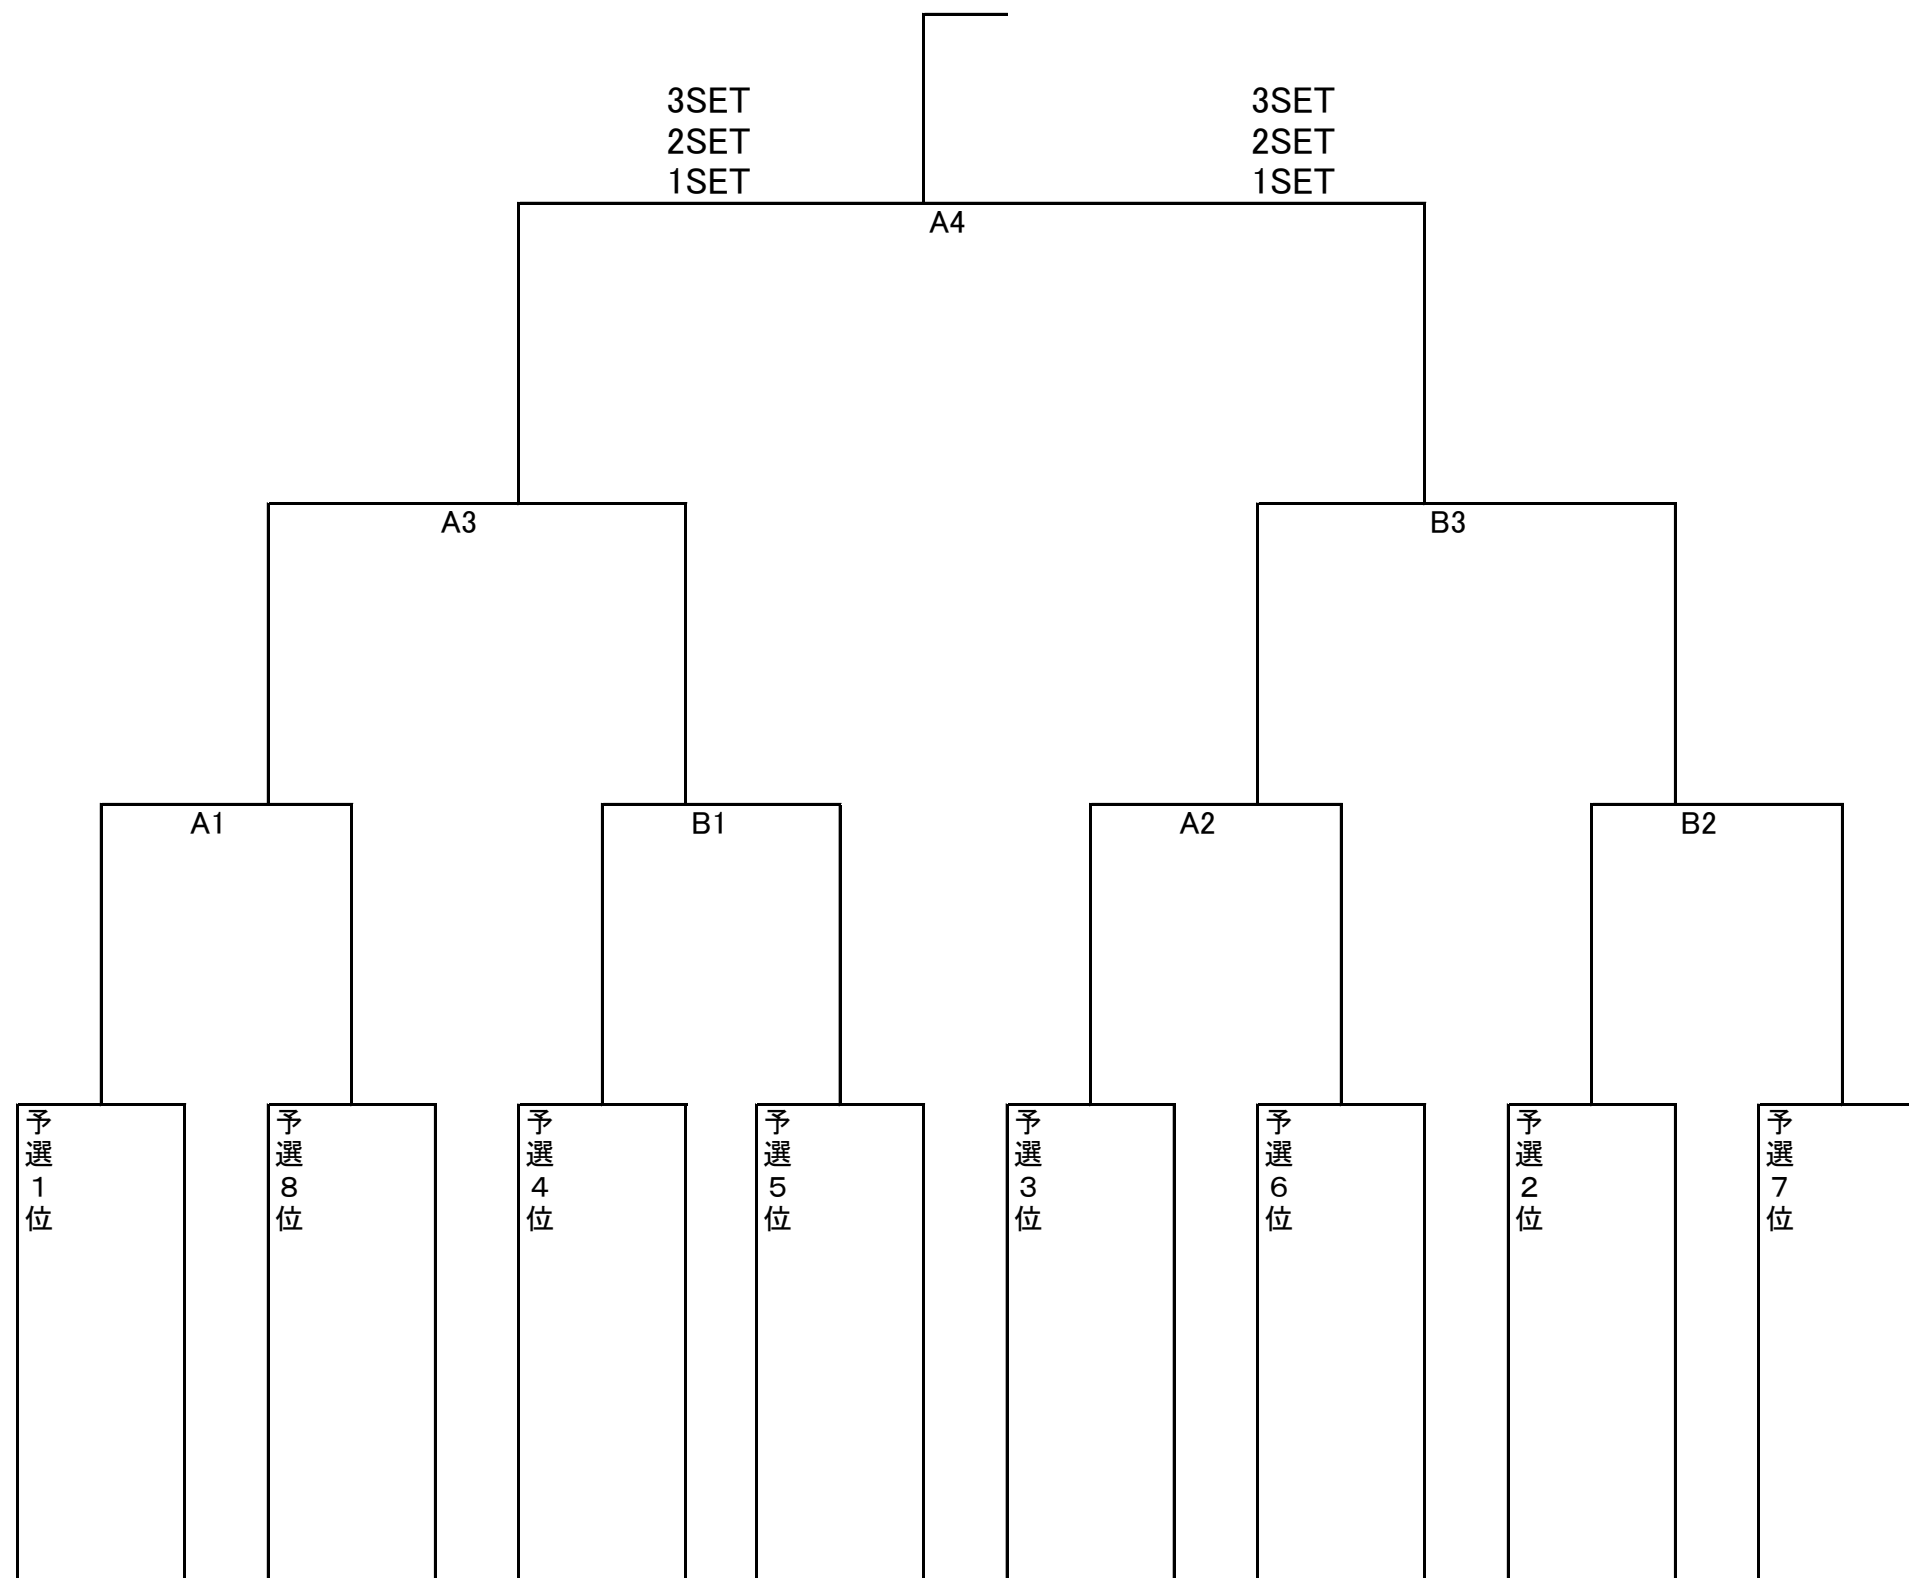 3SET
2SET
1SET
3SET
2SET
1SET
A4
A3
B3
A1
B1
A2
B2
予選1位
予選8位
予選4位
予選5位
予選3位
予選6位
予選2位
予選7位